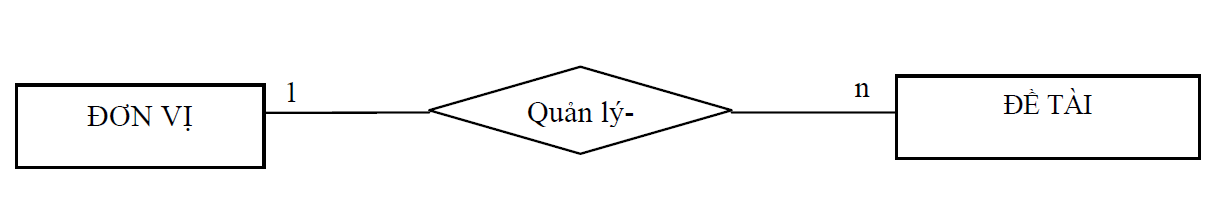 ĐƠN VỊ
1
Quản lý-
n
ĐỀ TÀI